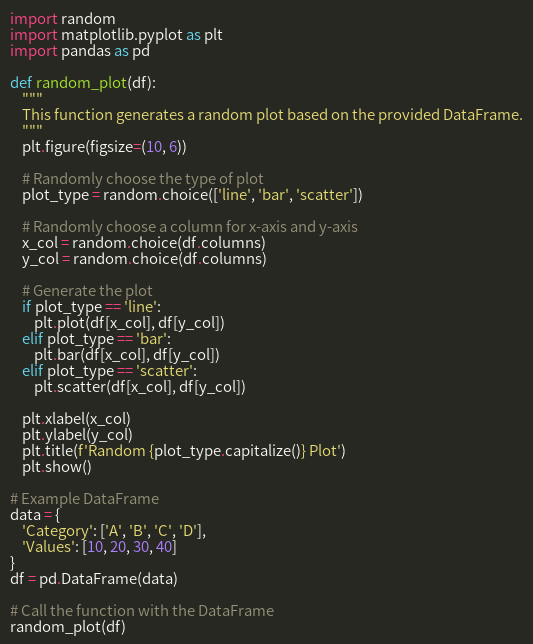 import random
import matplotlib.pyplot as plt
import pandas as pd

def random_plot(df):
    """
    This function generates a random plot based on the provided DataFrame.
    """
    plt.figure(figsize=(10, 6))

    # Randomly choose the type of plot
    plot_type = random.choice(['line', 'bar', 'scatter'])

    # Randomly choose a column for x-axis and y-axis
    x_col = random.choice(df.columns)
    y_col = random.choice(df.columns)

    # Generate the plot
    if plot_type == 'line':
        plt.plot(df[x_col], df[y_col])
    elif plot_type == 'bar':
        plt.bar(df[x_col], df[y_col])
    elif plot_type == 'scatter':
        plt.scatter(df[x_col], df[y_col])

    plt.xlabel(x_col)
    plt.ylabel(y_col)
    plt.title(f'Random {plot_type.capitalize()} Plot')
    plt.show()

# Example DataFrame
data = {
    'Category': ['A', 'B', 'C', 'D'],
    'Values': [10, 20, 30, 40]
}
df = pd.DataFrame(data)

# Call the function with the DataFrame
random_plot(df)